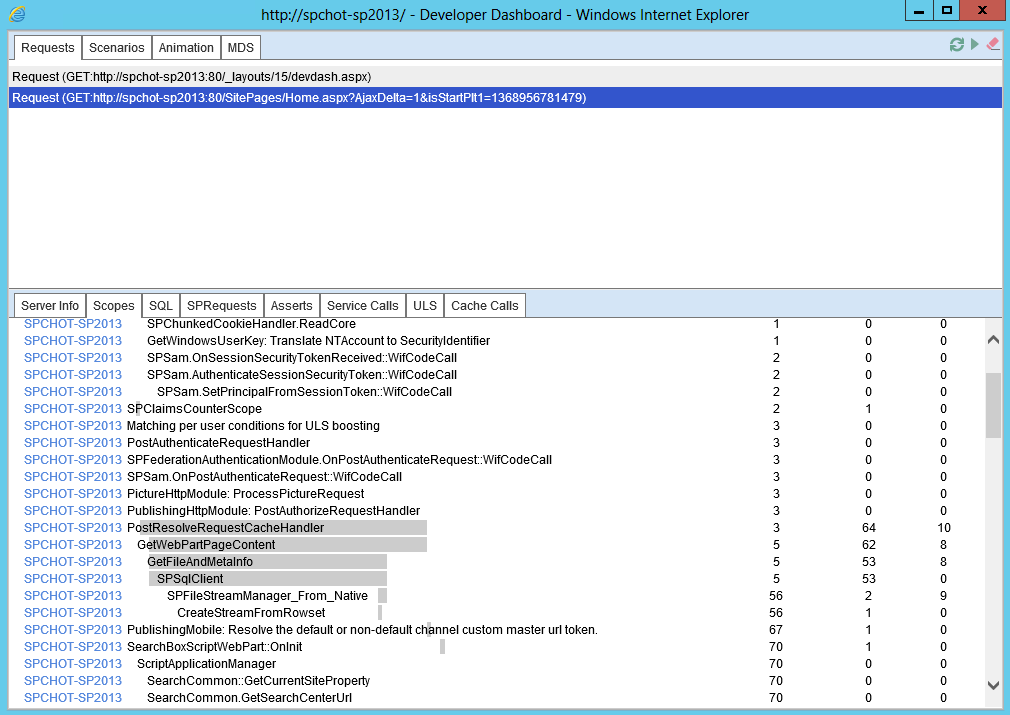 http://spchot-sp2013/ - Developer Dashboard - Windows Internet Explorer
Requests Scenarios Animation MDS
Request (GET:http://spchot-sp2013:80/_layouts/15/devdash.aspx)
Request (GET:http://spchot-sp2013:80/SitePages/Home.aspx?AjaxDelta=1&isStartPlt1=1368956781479)
Server Info Scopes SQL SPRequests Asserts Service Calls ULS Cache Calls
SPCHOT-SP2013 SPChunkedCookieHandler.ReadCore 1 0 0
SPCHOT-SP2013 GetWindowsUserKey: Translate NTAccount to SecurityIdentifier 1 0 0
SPCHOT-SP2013 SPSam.OnSessionSecurityTokenReceived::WifCodeCall 2 0 0
SPCHOT-SP2013 SPSam.AuthenticateSessionSecurityToken::WifCodeCall 2 0 0
SPCHOT-SP2013 SPSam.SetPrincipalFromSessionToken::WifCodeCall 2 0 0
SPCHOT-SP2013 SPClaimsCounterScope 2 1 0
SPCHOT-SP2013 Matching per user conditions for ULS boosting 3 0 0
SPCHOT-SP2013 PostAuthenticateRequestHandler 3 0 0
SPCHOT-SP2013 SPFederationAuthenticationModule.OnPostAuthenticateRequest::WifCodeCall 3 0 0
SPCHOT-SP2013 SPSam.OnPostAuthenticateRequest::WifCodeCall 3 0 0
SPCHOT-SP2013 PictureHttpModule: ProcessPictureRequest 3 0 0
SPCHOT-SP2013 PublishingHttpModule: PostAuthorizeRequestHandler 3 0 0
SPCHOT-SP2013 PostResolveRequestCacheHandler 3 64 10
SPCHOT-SP2013 GetWebPartPageContent 5 62 8
SPCHOT-SP2013 GetFileAndMetaInfo 5 53 8
SPCHOT-SP2013 SPSqlClient 5 53 0
SPCHOT-SP2013 SPFileStreamManager_From_Native 56 2 9
SPCHOT-SP2013 CreateStreamFromRowset 56 1 0
SPCHOT-SP2013 PublishingMobile: Resolve the default or non-default channel custom master url token. 67 1 0
SPCHOT-SP2013 SearchBoxScriptWebPart::OnInit 70 1 0
SPCHOT-SP2013 ScriptApplicationManager 70 0 0
SPCHOT-SP2013 SearchCommon::GetCurrentSiteProperty 70 0 0
SPCHOT-SP2013 SearchCommon.GetSearchCenterUrl 70 0 0